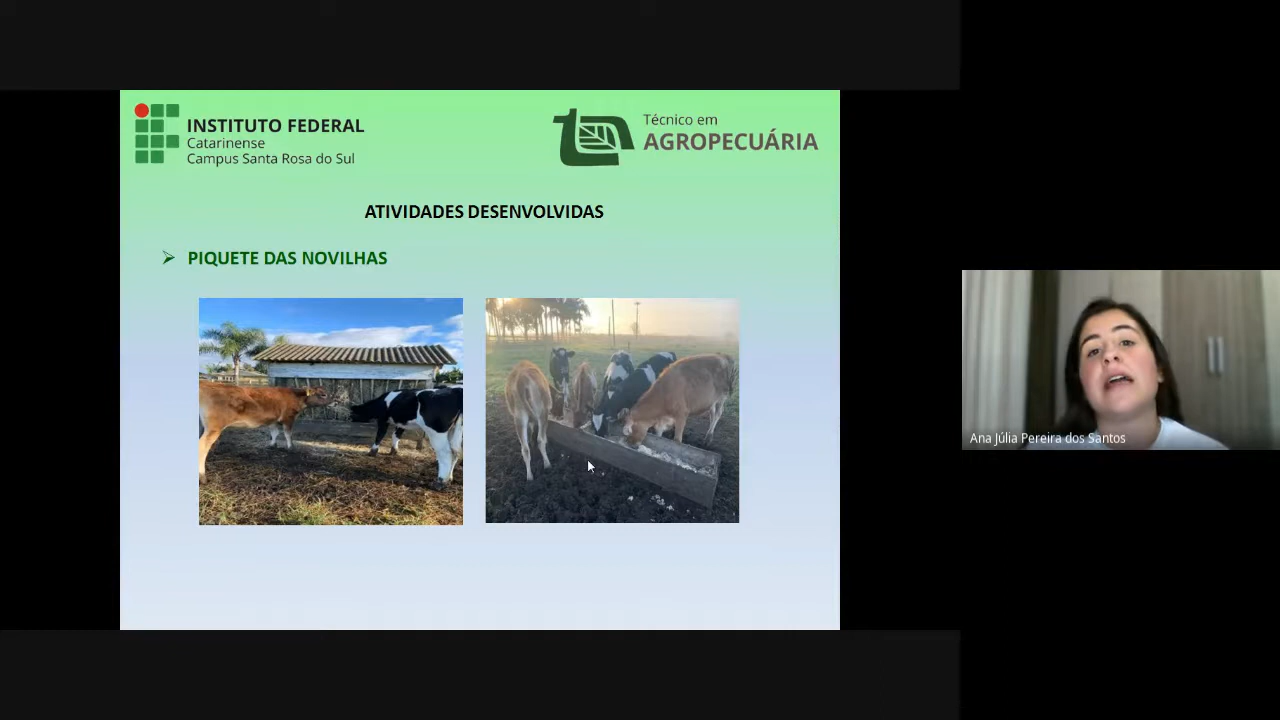 INSTITUTO FEDERAL
Catarinense
Campus Santa Rosa do Sul
Técnico em
AGROPECUÁRIA
ATIVIDADES DESENVOLVIDAS
PIQUETE DAS NOVILHAS
Ana Júlia Pereira dos Santos